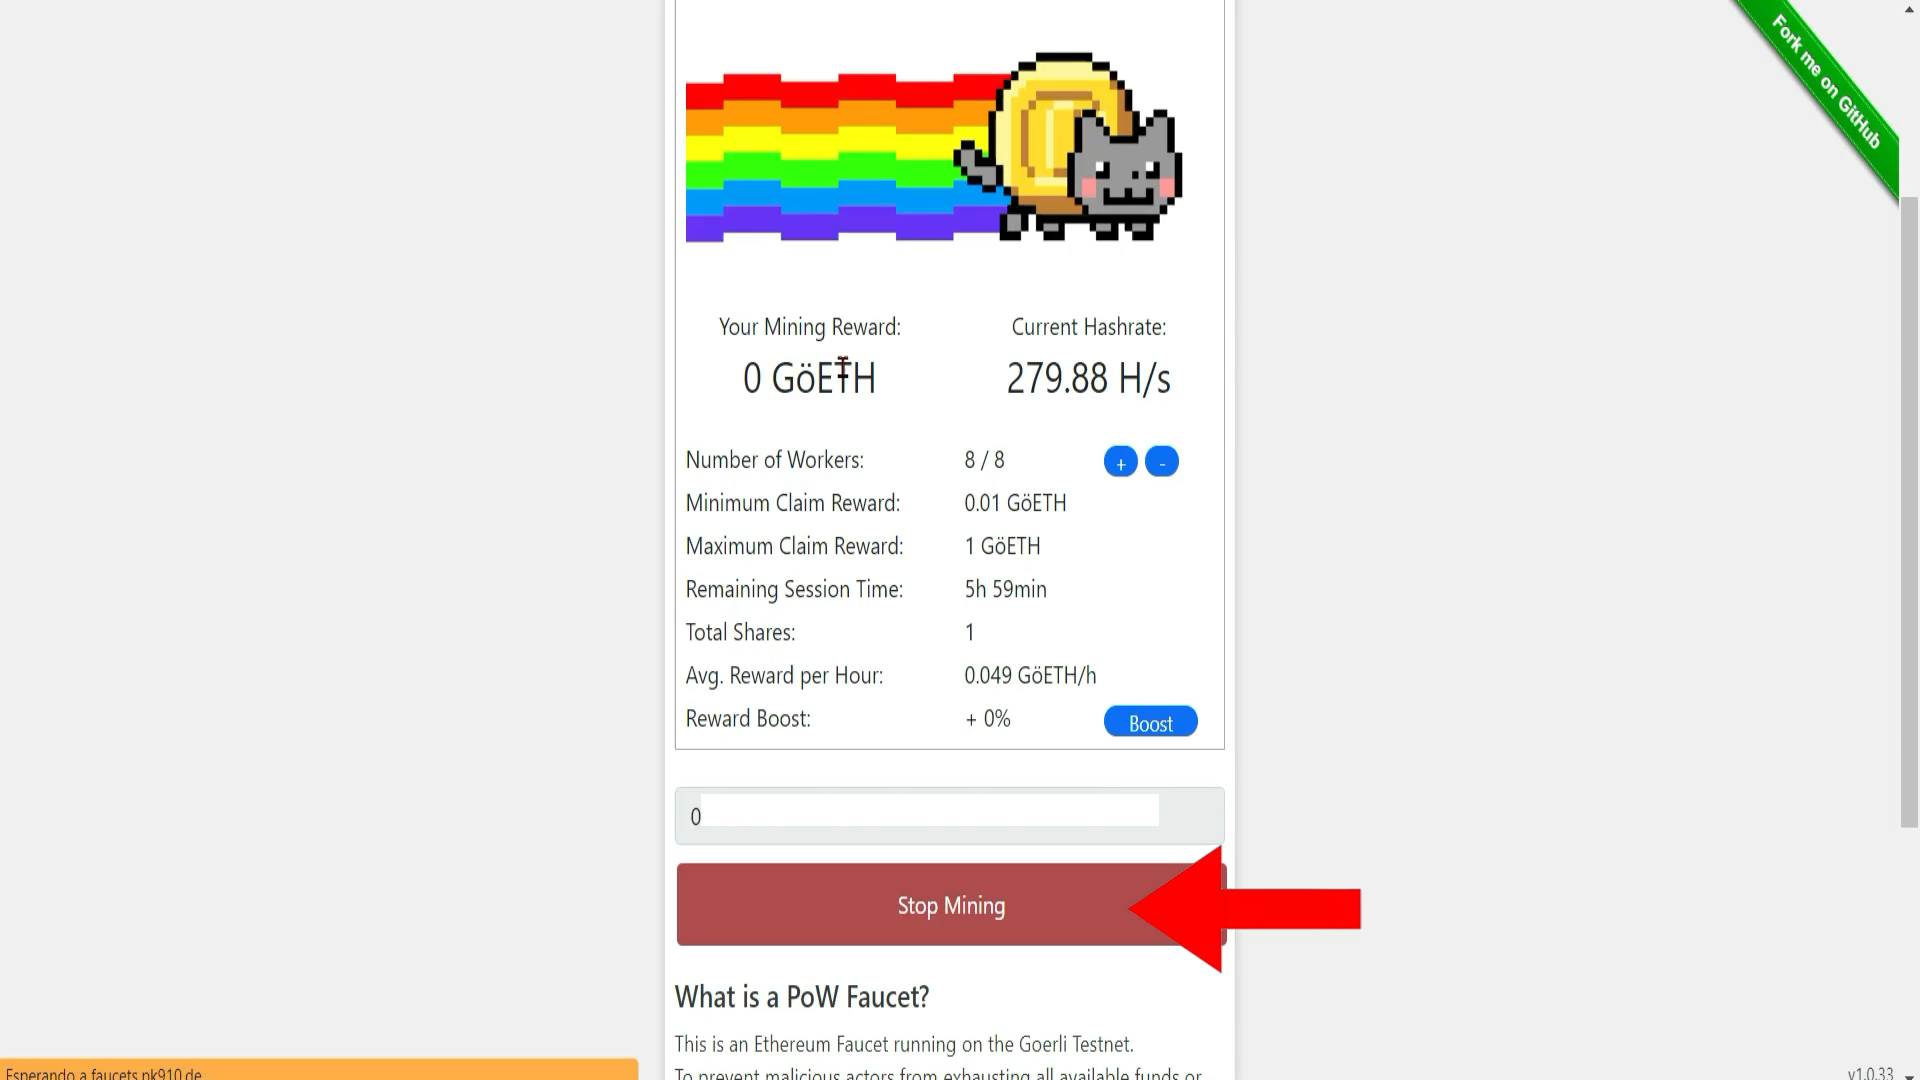 Fork me on GitHub
Your Mining Reward: Current Hashrate:
0 GöETH 279.88 H/s
Number of Workers: 8 / 8 + -
Minimum Claim Reward: 0.01 GöETH
Maximum Claim Reward: 1 GöETH
Remaining Session Time: 5h 59min
Total Shares: 1
Avg. Reward per Hour: 0.049 GöETH/h
Reward Boost: + 0% Boost
0
Stop Mining
What is a PoW Faucet?
This is an Ethereum Faucet running on the Goerli Testnet.
To prevent malicious actors from exhausting all available funds or
Esperando a faucets.pk910.de
v1.0.33